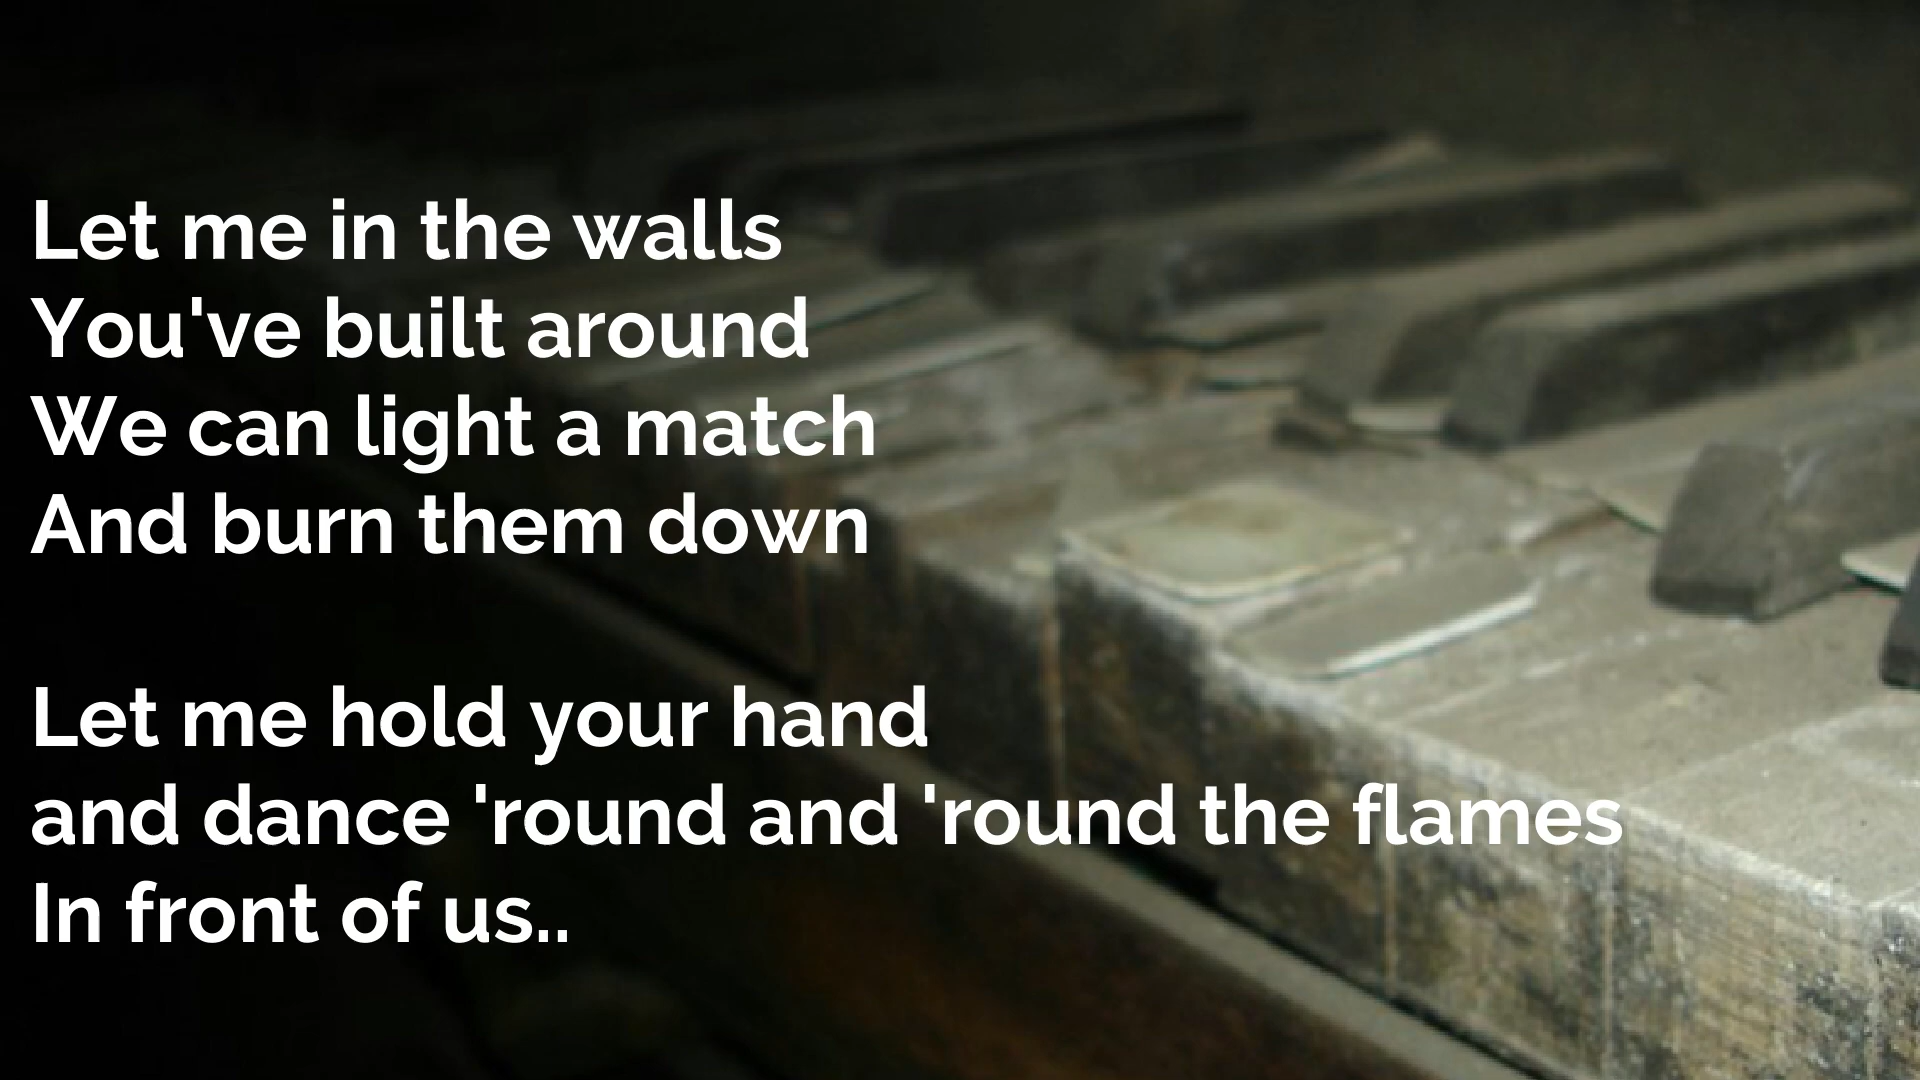 Let me in the walls
You've built around
We can light a match
And burn them down
Let me hold your hand
and dance 'round and 'round the flames
In front of us..